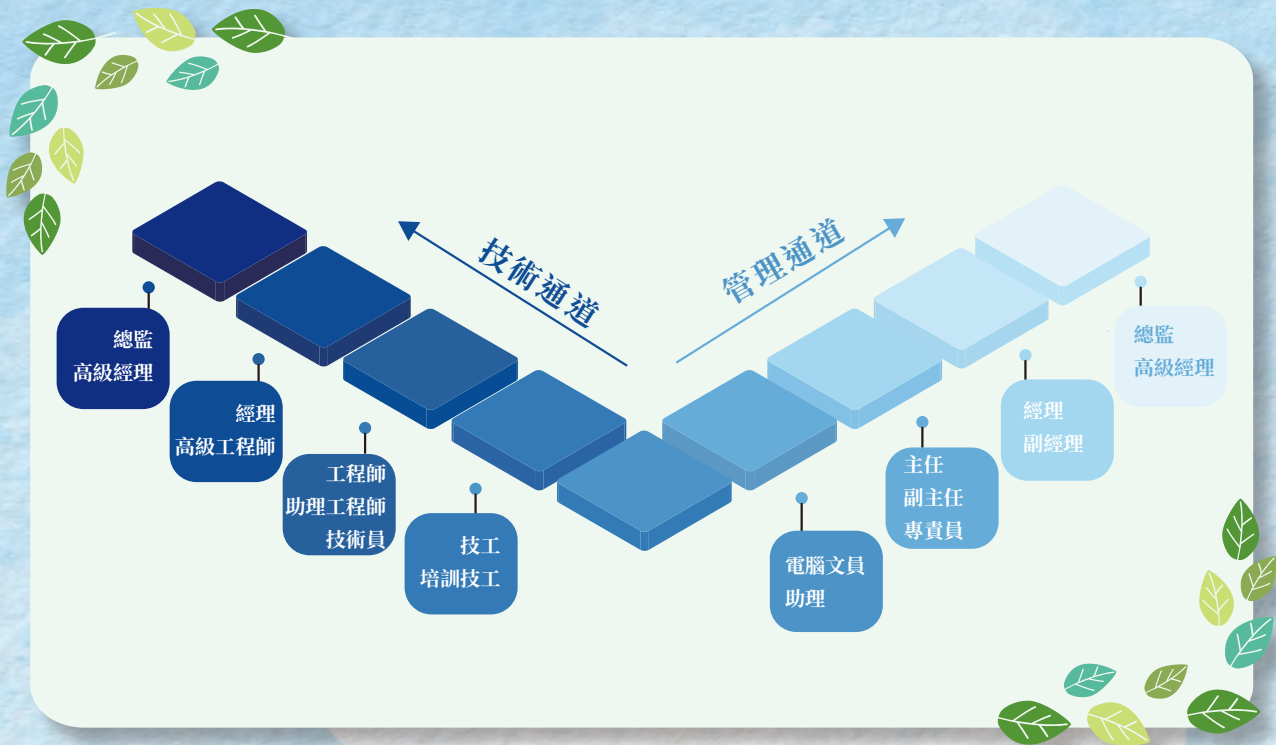 技術通道
管理通道
總監
高級經理
經理
高級工程師
工程師
助理工程師
技術員
技工
培訓技工
電腦文員
助理
主任
副主任
專責員
經理
副經理
總監
高級經理